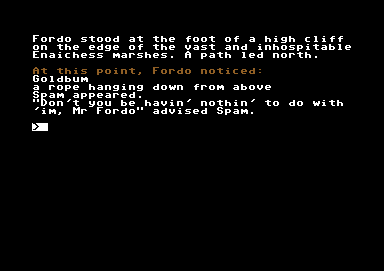 Fordo stood at the foot of a high cliff
on the edge of the vast and inhospitable
Enaichess marshes. A path led north.
At this point, Fordo noticed:
Goldbum
a rope hanging down from above
Spam appeared.
"Don't you be havin' nothin' to do with
'im, Mr Fordo" advised Spam.
>